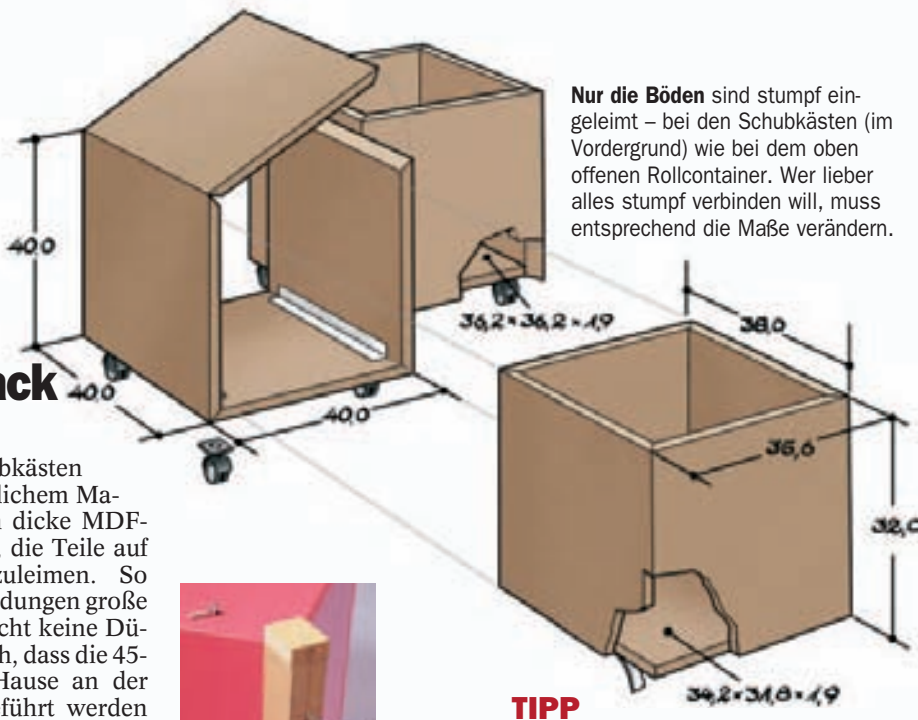 Nur die Böden sind stumpf ein-
geleimt – bei den Schubkästen (im
Vordergrund) wie bei dem oben
offenen Rollcontainer. Wer lieber
alles stumpf verbinden will, muss
entsprechend die Maße verändern.
40,0
40,0
40,0
36,2×36,2×1,9
38,0
35,6
32,0
34,2×31,8×1,9
ack
bkästen
lichem Ma-
dicke MDF-
, die Teile auf
zuleimen. So
dungen große
cht keine Dü-
h, dass die 45-
Hause an der
führt werden
TIPP